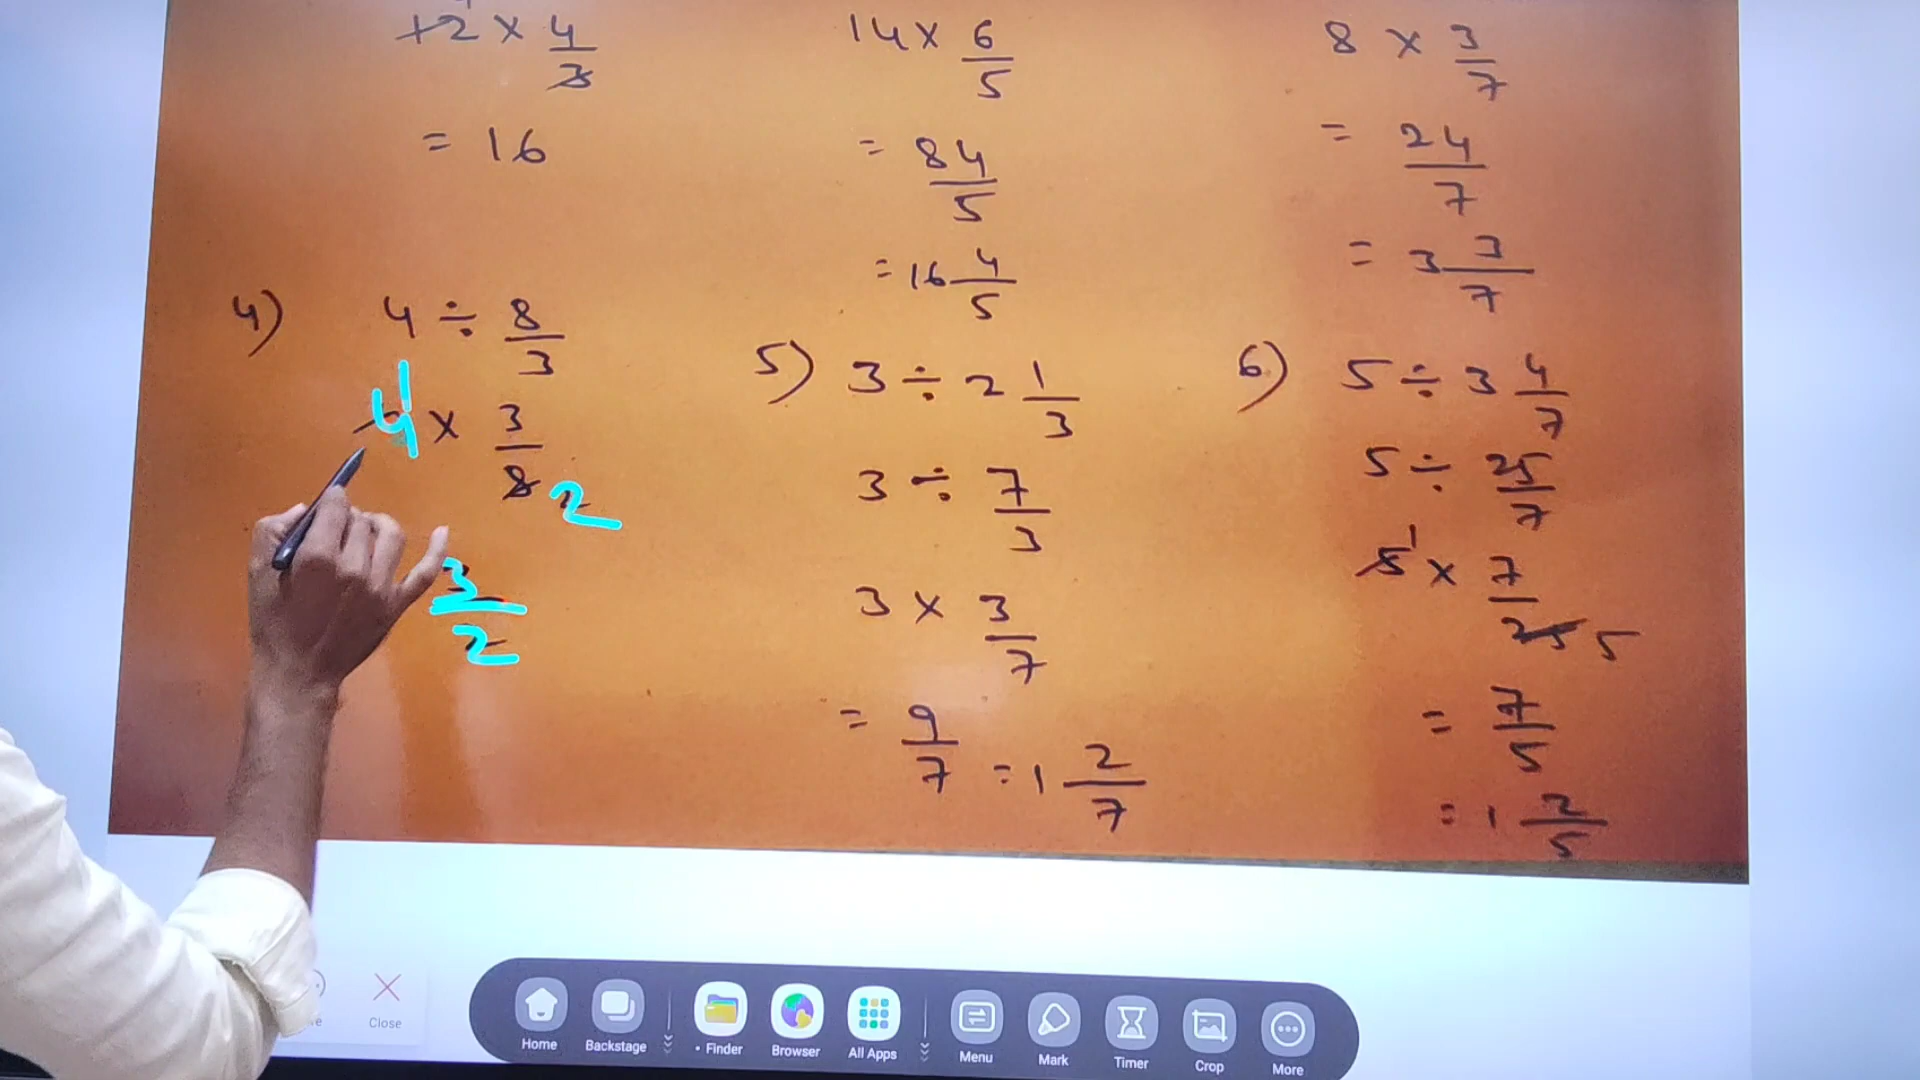 12 × 4/3
= 16
14 × 6/5
= 84/5
= 16 4/5
8 × 3/7
= 24/7
= 3 3/7
4) 4 ÷ 8/3
4 1 × 3/8 2
3/2
5) 3 ÷ 2 1/3
3 ÷ 7/3
3 × 3/7
= 9/7 = 1 2/7
6) 5 ÷ 3 4/7
5 ÷ 25/7
5 1 × 7/25 5
= 7/5
= 1 2/5
Close
Home Backstage • Finder Browser All Apps Menu Mark Timer Crop More